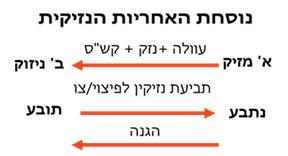 נוסחת האחריות הנזיקית
עוולה +נזק + קש"ס
א' מזיק ב' ניזוק
תביעת נזיקין לפיצוי/צו
נתבע תובע
הגנה